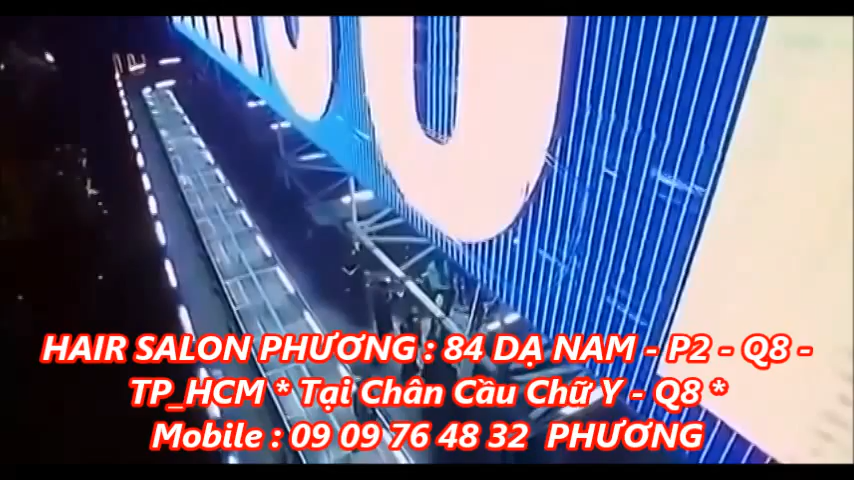 HAIR SALON PHƯƠNG : 84 DẠ NAM - P2 - Q8 -
TP_HCM * Tại Chân Cầu Chữ Y - Q8 *
Mobile : 09 09 76 48 32 PHƯƠNG